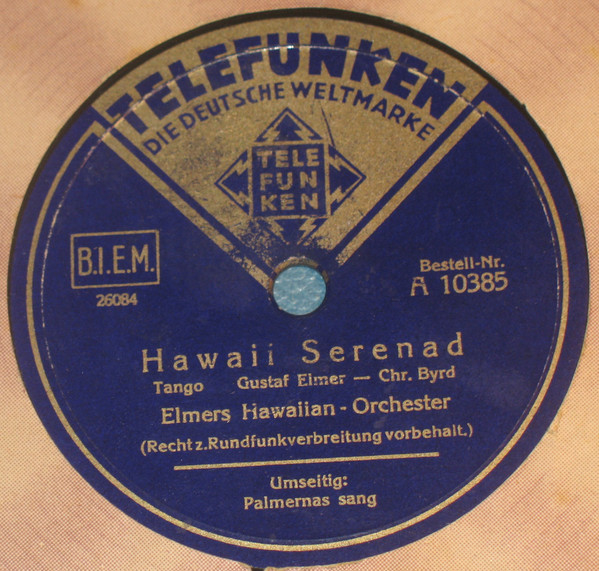 TELEFUNKEN
DIE DEUTSCHE WELTMARKE
TELE
FUN
KEN
B.I.E.M.
26084
Bestell-Nr.
A 10385
Hawaii Serenad
Tango Gustaf Elmer — Chr. Byrd
Elmers Hawaiian-Orchester
(Recht z. Rundfunkverbreitung vorbehalt.)
Umseitig:
Palmernas sang